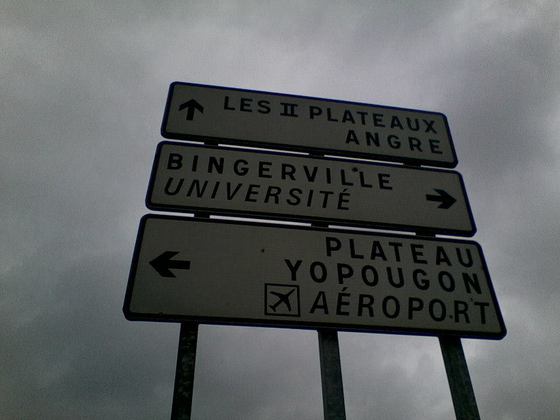 LES II PLATEAUX
ANGRE
BINGERVILLE
UNIVERSITÉ
PLATEAU
YOPOUGON
AÉROPORT